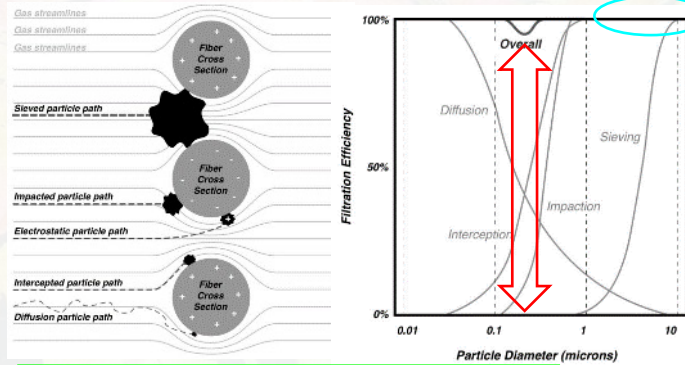 Gas streamlines
Gas streamlines
Gas streamlines
Fiber
Cross
Section
Sieved particle path
Fiber
Cross
Section
Impacted particle path
Electrostatic particle path
Fiber
Cross
Section
Intercepted particle path
Diffusion particle path
Filtration Efficiency
100%
50%
0%
Overall
Diffusion
Sieving
Impaction
Interception
0.01
0.1
1
10
Particle Diameter (microns)